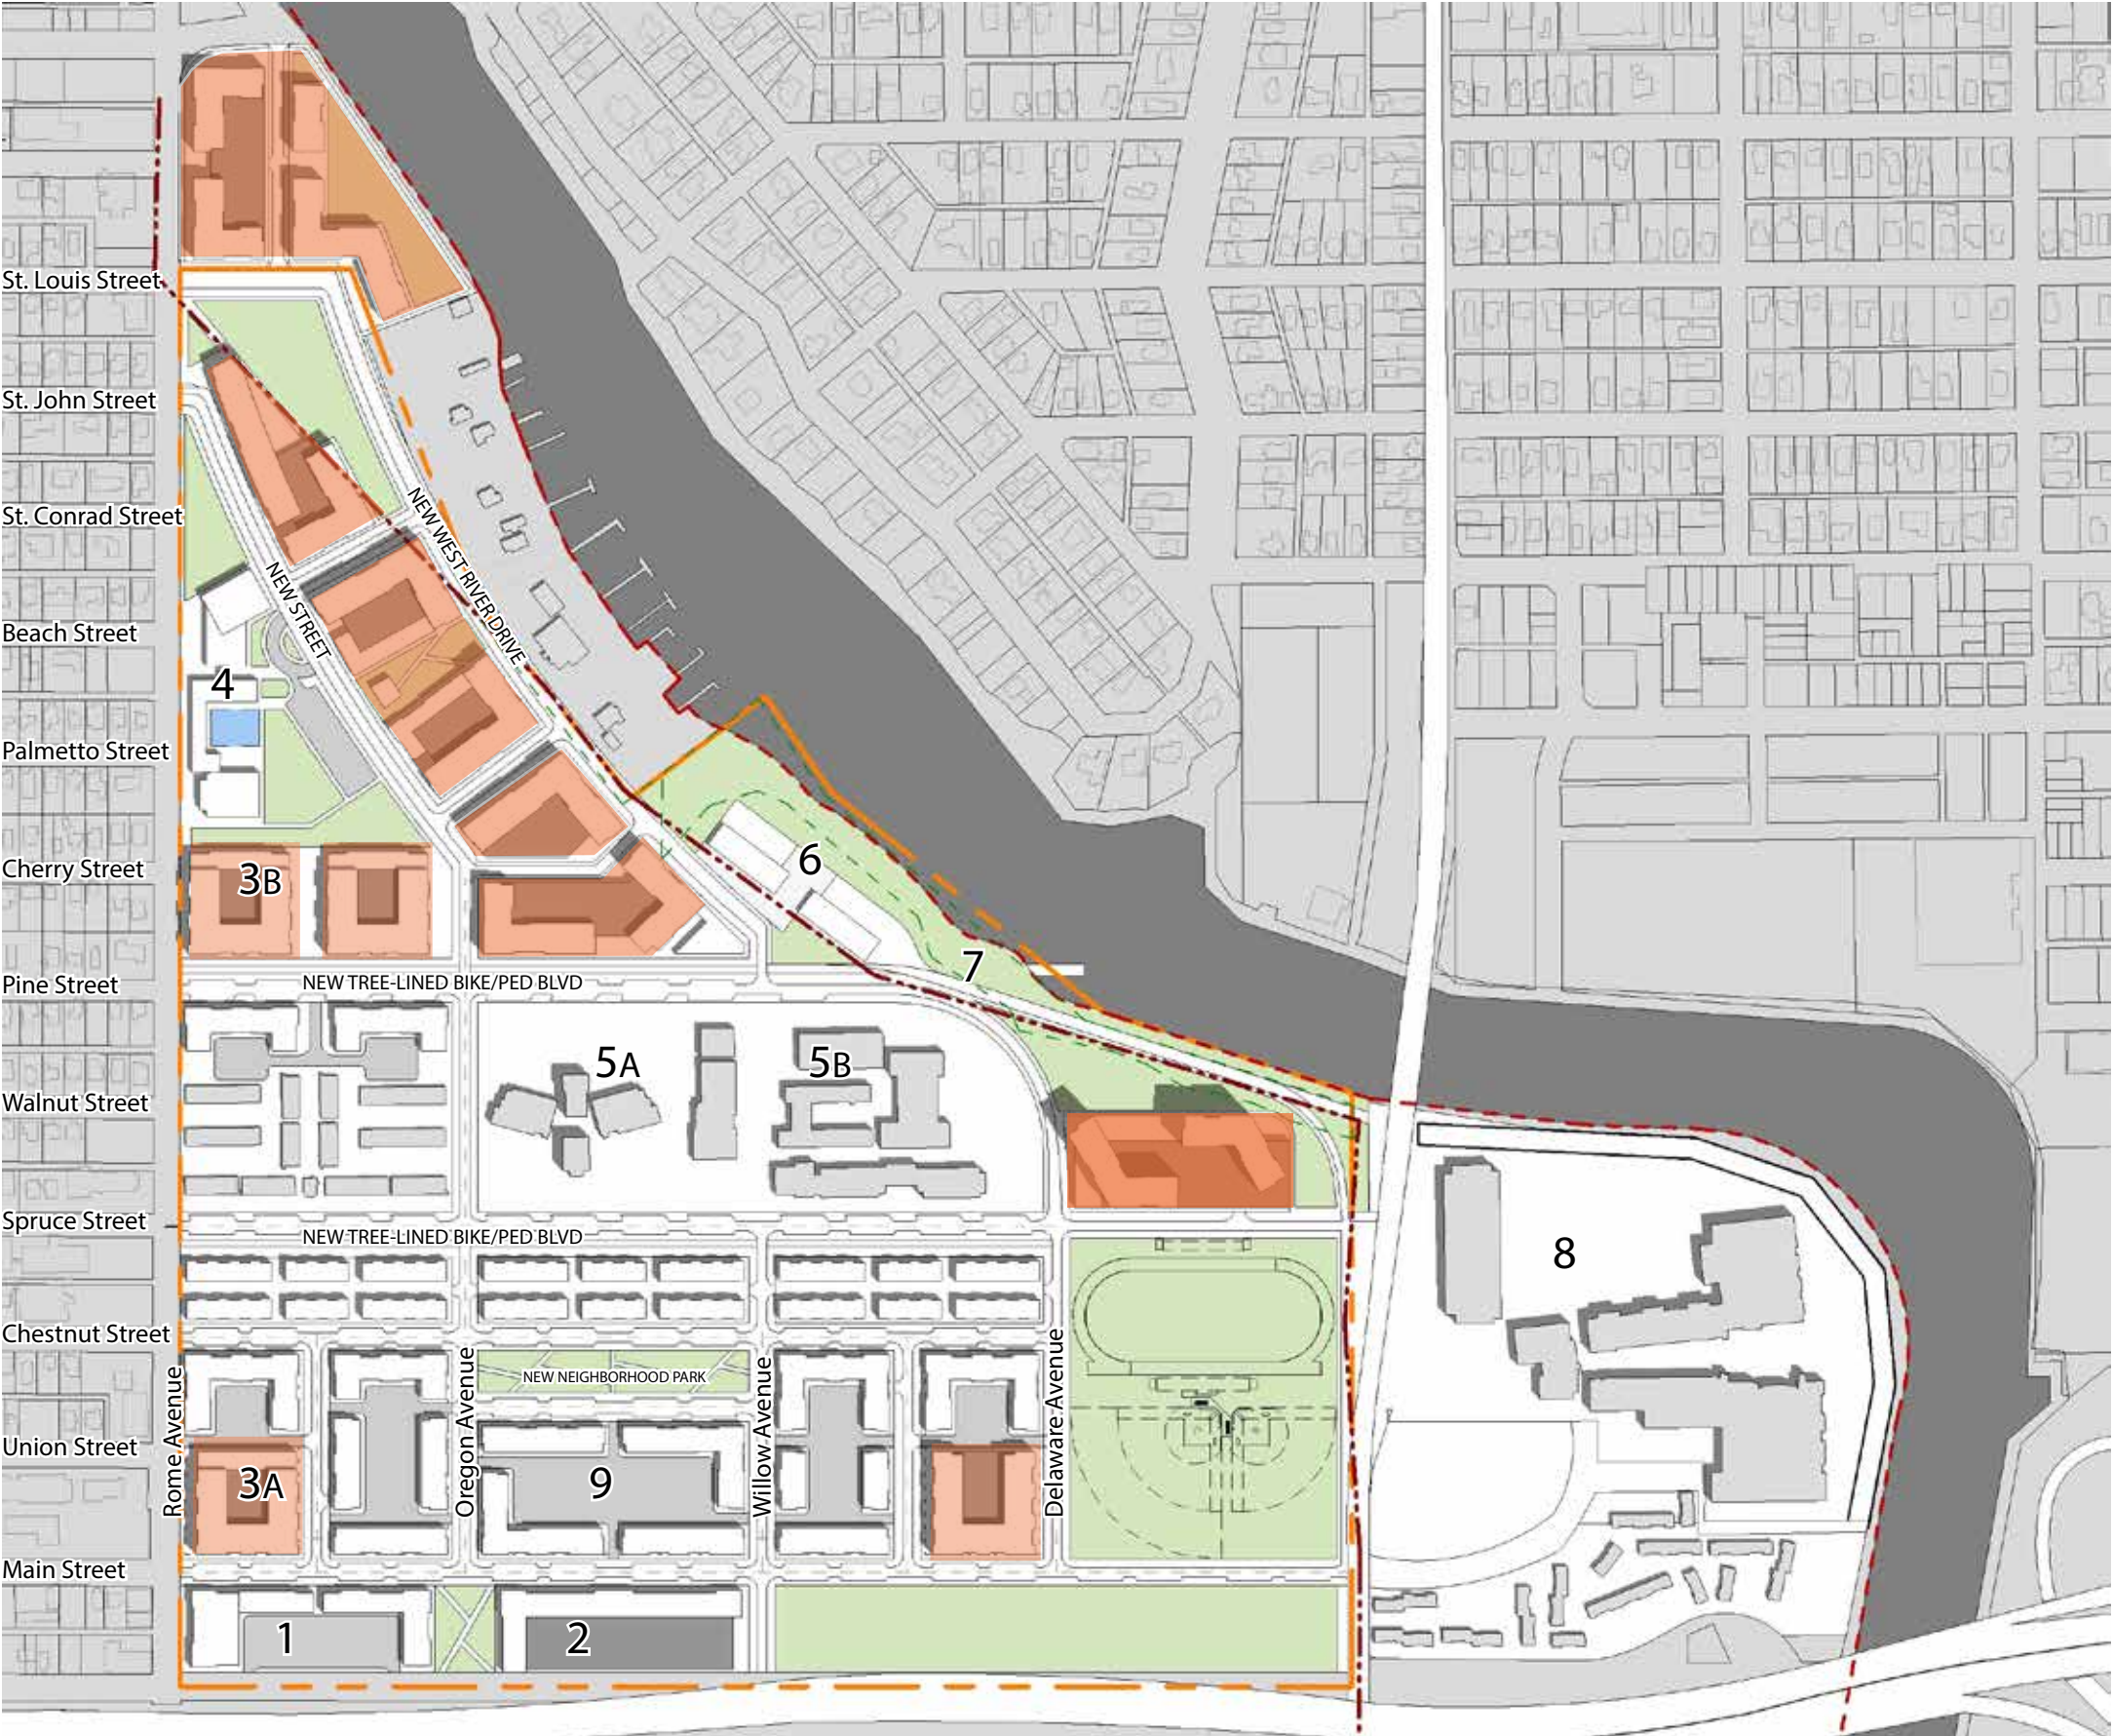 St. Louis Street
St. John Street
NEW WEST RIVER DRIVE
St. Conrad Street
NEW STREET
Beach Street
4
Palmetto Street
6
Cherry Street
3B
7
Pine Street
NEW TREE-LINED BIKE/PED BLVD
5A
5B
Walnut Street
Spruce Street
NEW TREE-LINED BIKE/PED BLVD
8
Chestnut Street
NEW NEIGHBORHOOD PARK
Rome Avenue
Oregon Avenue
Willow Avenue
Delaware Avenue
Union Street
3A
9
Main Street
1
2